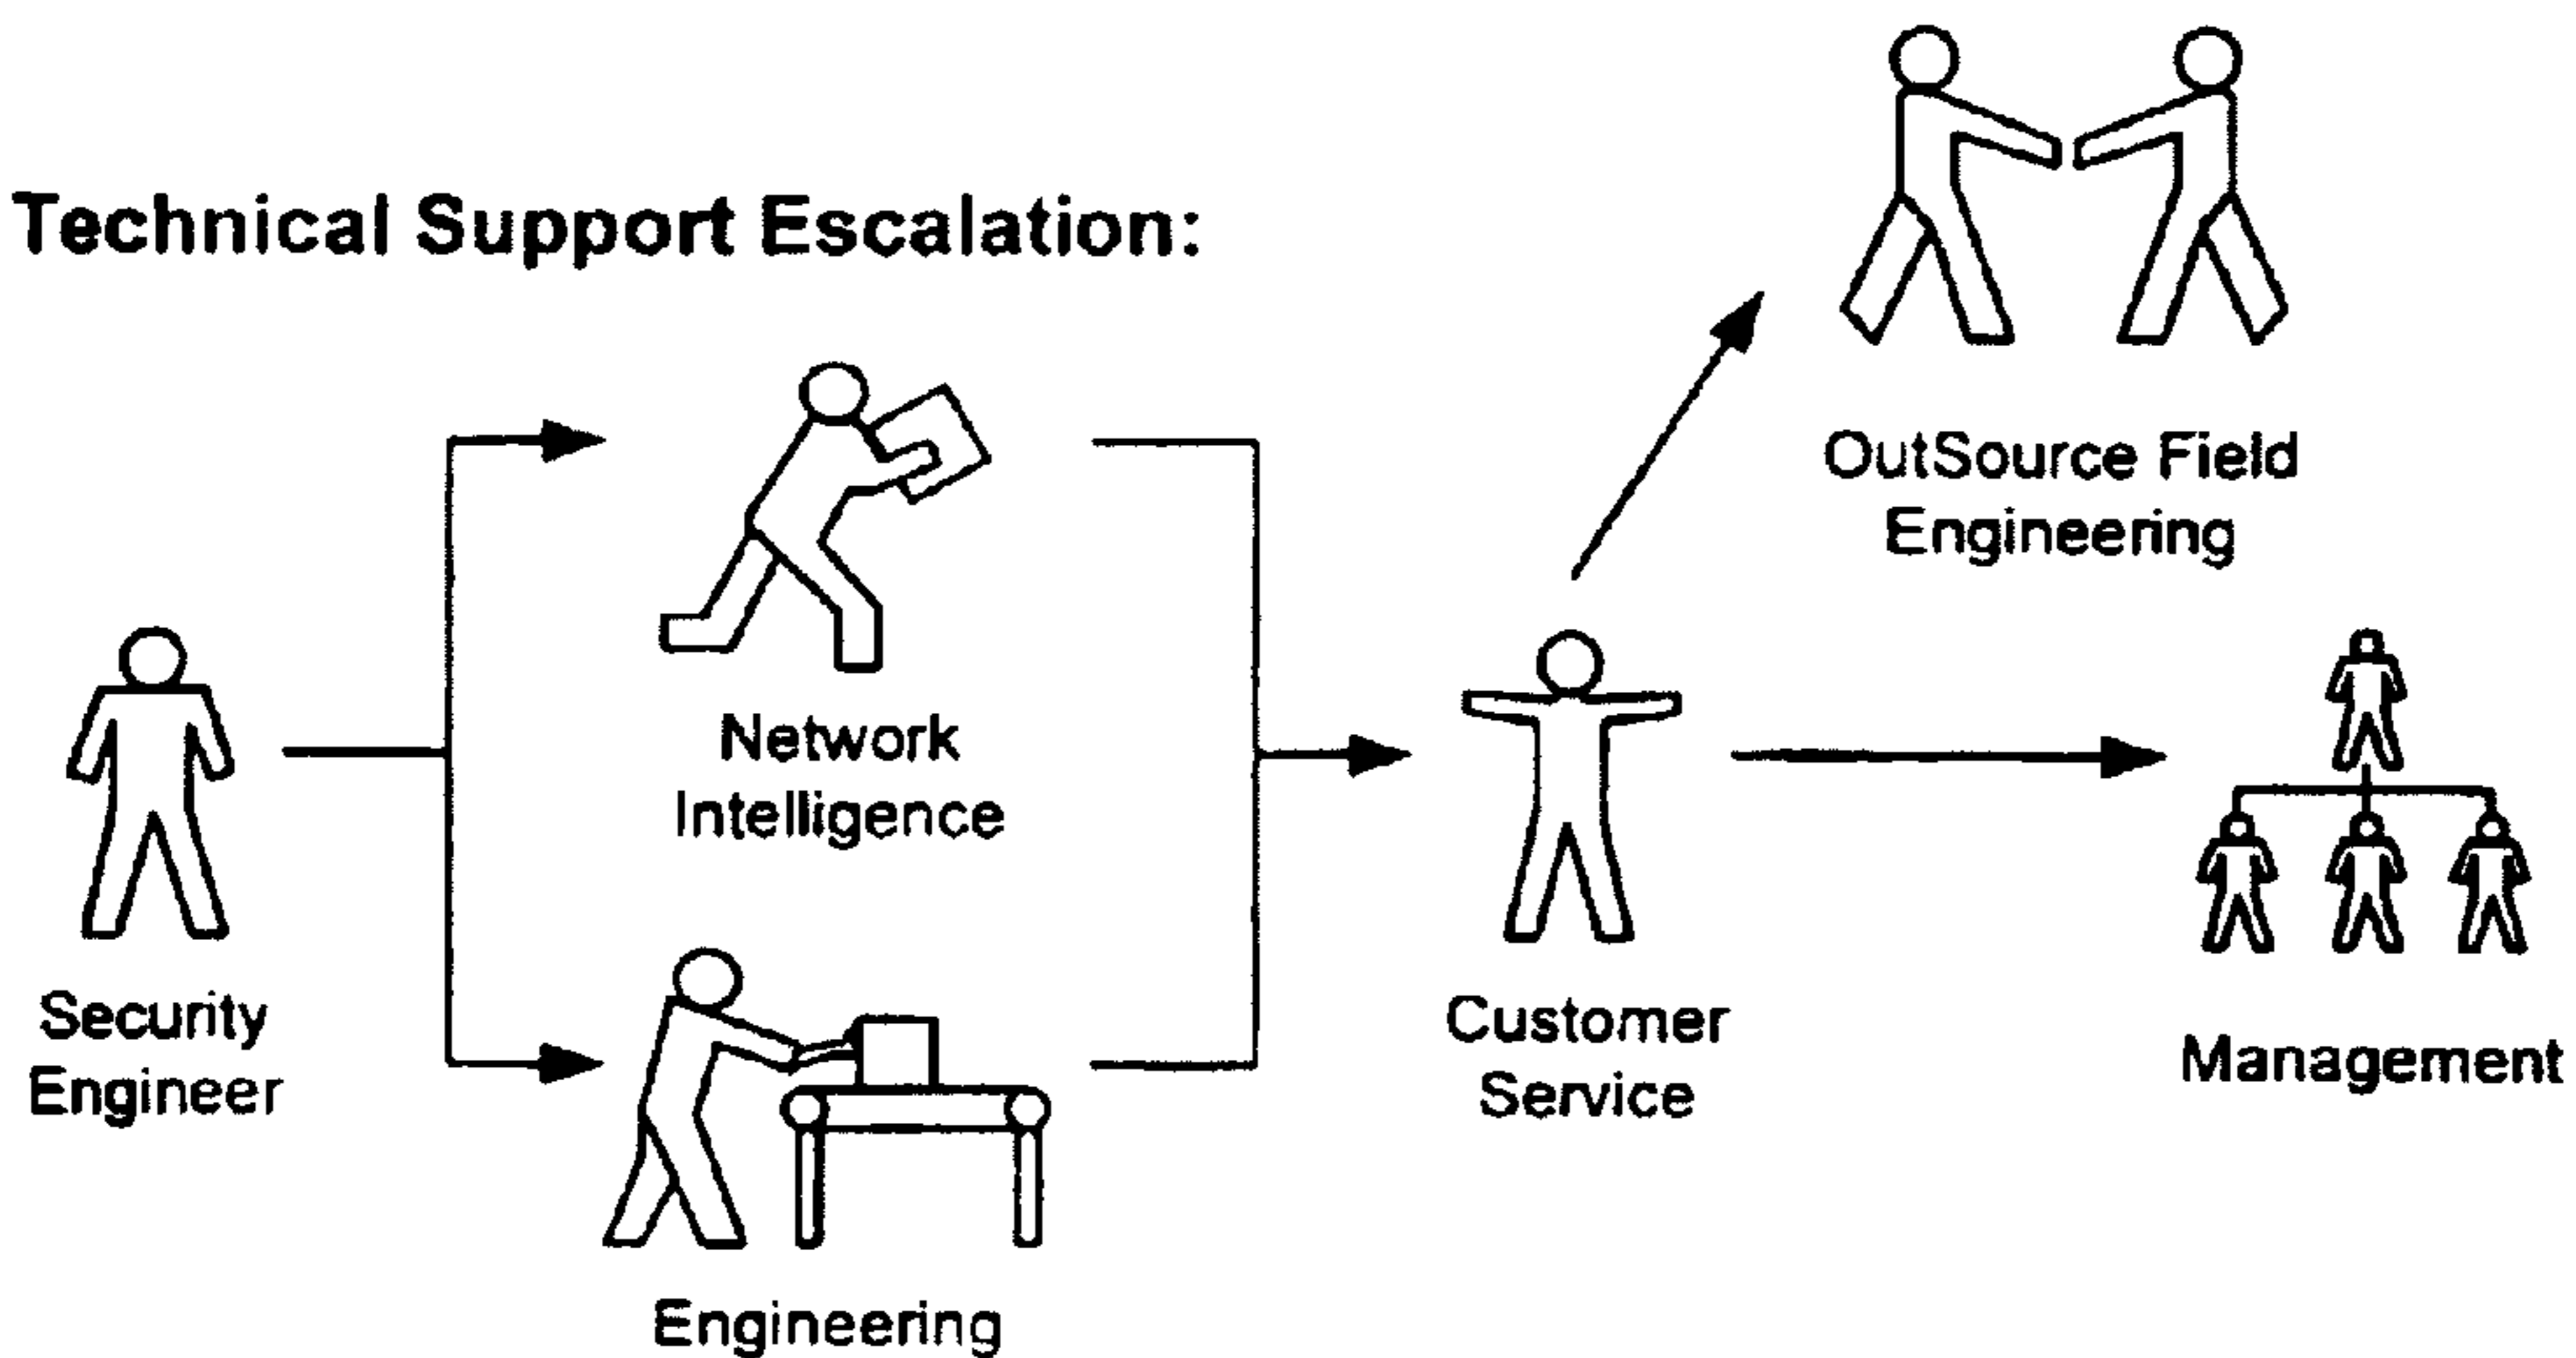 Technical Support Escalation:
OutSource Field
Engineering
Network
Intelligence
Security
Engineer
Customer
Service
Management
Engineering